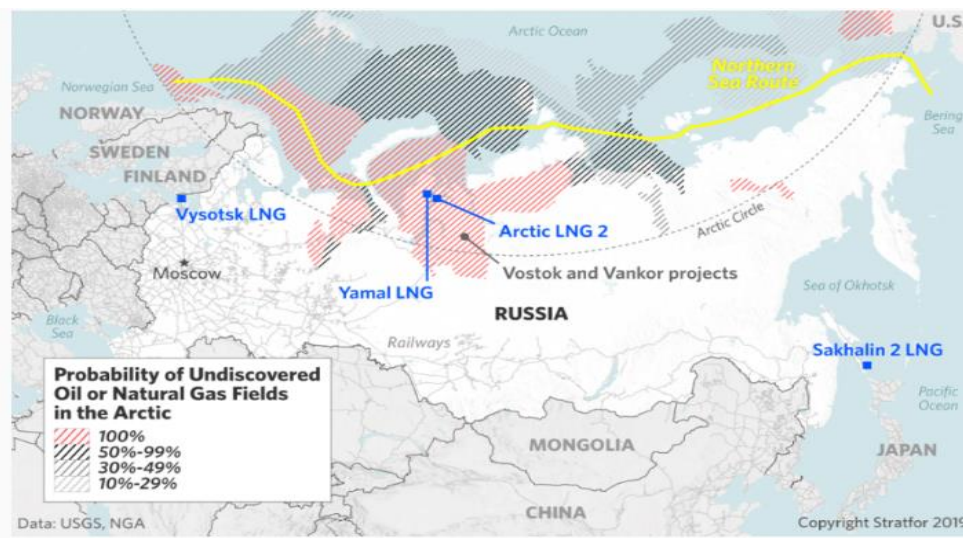 Arctic Ocean
U.S.
Northern
Sea Route
Norwegian Sea
NORWAY
SWEDEN
FINLAND
Bering
Sea
Vysotsk LNG
Arctic LNG 2
Arctic Circle
Moscow
Vostok and Vankor projects
Yamal LNG
Sea of Okhotsk
RUSSIA
Black
Sea
Railways
Sakhalin 2 LNG
Probability of Undiscovered
Oil or Natural Gas Fields
in the Arctic
100%
50%-99%
30%-49%
10%-29%
Pacific
Ocean
MONGOLIA
JAPAN
CHINA
Data: USGS, NGA
Copyright Stratfor 2019